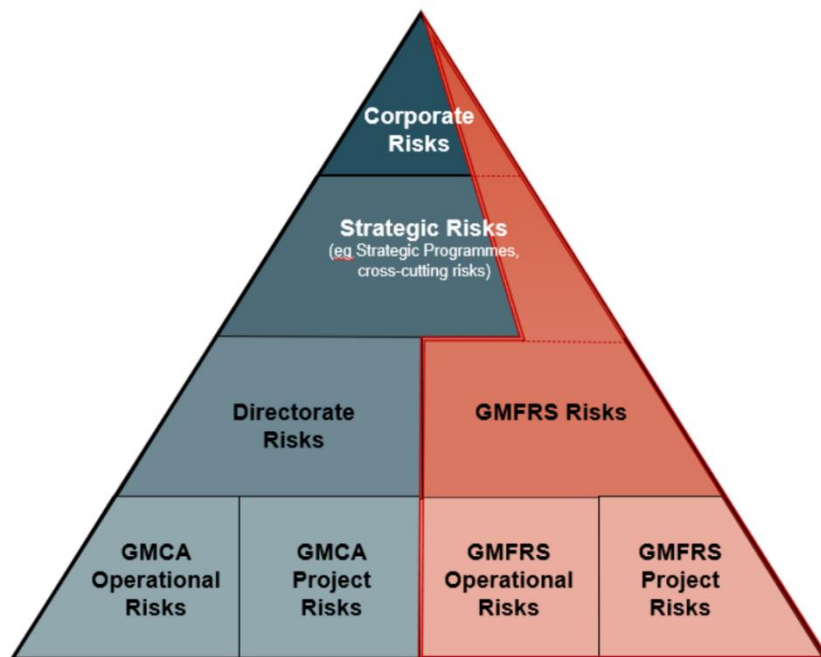 Corporate
Risks
Strategic Risks
(eg Strategic Programmes,
cross-cutting risks)
Directorate
Risks
GMFRS Risks
GMCA
Operational
Risks
GMCA
Project
Risks
GMFRS
Operational
Risks
GMFRS
Project
Risks